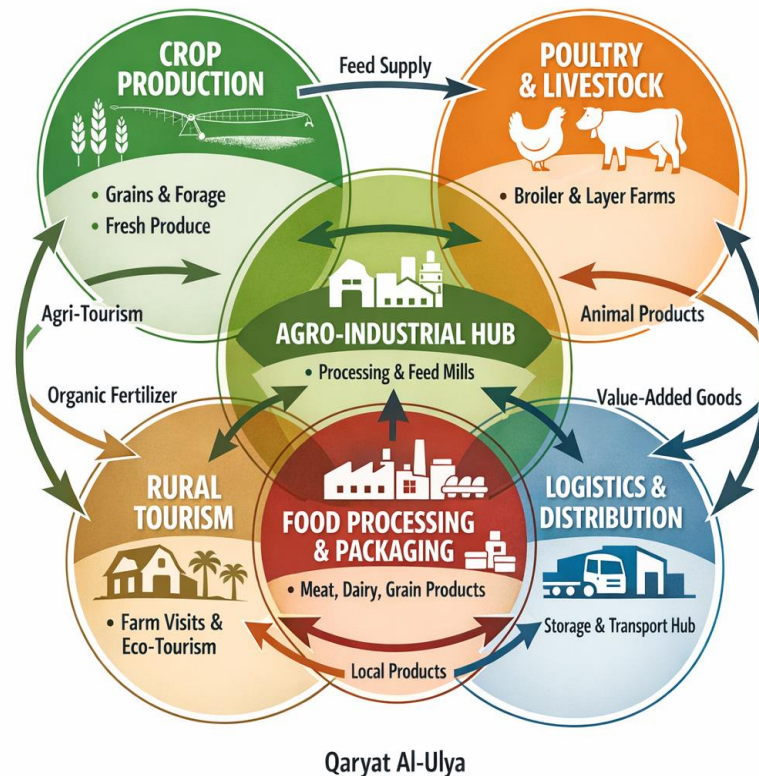 CROP
PRODUCTION
Feed Supply
POULTRY
& LIVESTOCK
• Grains & Forage
• Fresh Produce
• Broiler & Layer Farms
Agri-Tourism
AGRO-INDUSTRIAL HUB
Animal Products
• Processing & Feed Mills
Organic Fertilizer
Value-Added Goods
RURAL
TOURISM
FOOD PROCESSING
& PACKAGING
LOGISTICS &
DISTRIBUTION
• Meat, Dairy, Grain Products
• Farm Visits &
Eco-Tourism
Storage & Transport Hub
Local Products
Qaryat Al-Ulya